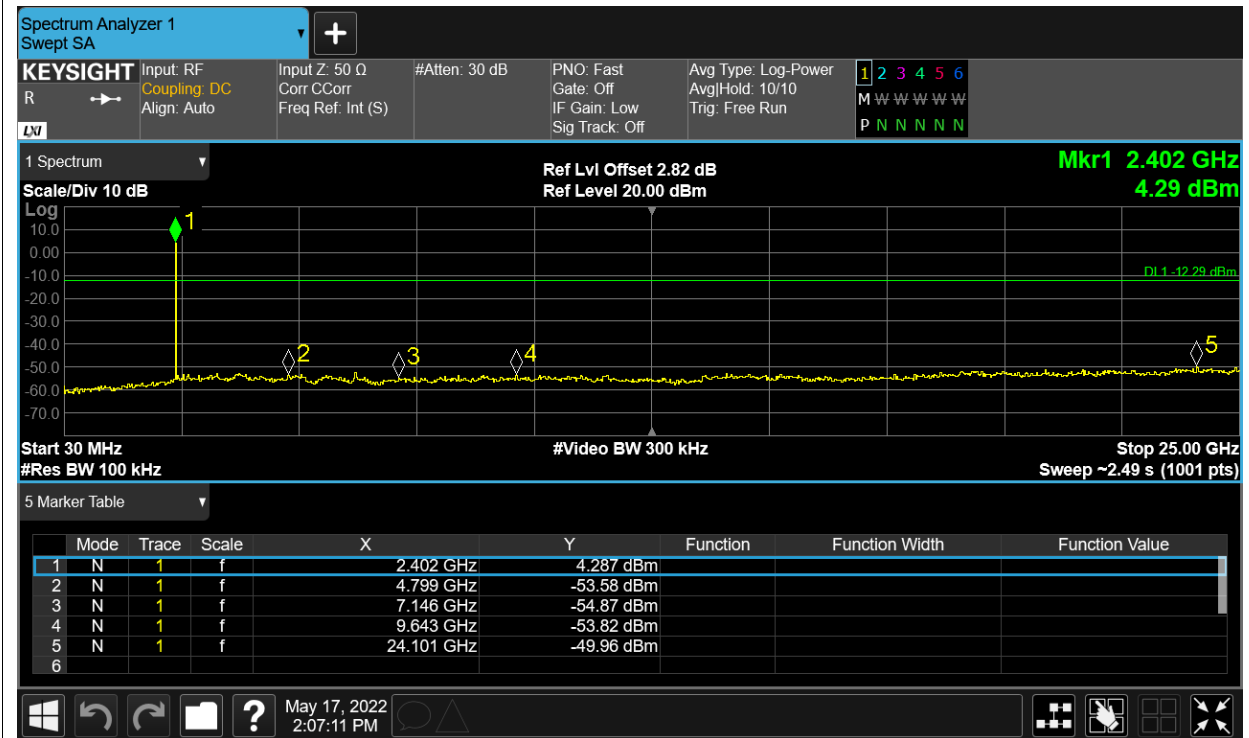 Spectrum Analyzer 1
Swept SA
+
KEYSIGHT
R
LXI
Input: RF
Coupling: DC
Align: Auto
Input Z: 50 Ω
Corr CCorr
Freq Ref: Int (S)
#Atten: 30 dB
PNO: Fast
Gate: Off
IF Gain: Low
Sig Track: Off
Avg Type: Log-Power
Avg|Hold: 10/10
Trig: Free Run
1 2 3 4 5 6
M W W W W W
P N N N N N
1 Spectrum
Scale/Div 10 dB
Ref Lvl Offset 2.82 dB
Ref Level 20.00 dBm
Mkr1 2.402 GHz
4.29 dBm
Log
10.0
0.00
-10.0
-20.0
-30.0
-40.0
-50.0
-60.0
-70.0
1
2
3
4
5
DL1 -12.29 dBm
Start 30 MHz
#Res BW 100 kHz
#Video BW 300 kHz
Stop 25.00 GHz
Sweep ~2.49 s (1001 pts)
5 Marker Table
Mode Trace Scale X Y Function Function Width Function Value
1 N 1 f 2.402 GHz 4.287 dBm
2 N 1 f 4.799 GHz -53.58 dBm
3 N 1 f 7.146 GHz -54.87 dBm
4 N 1 f 9.643 GHz -53.82 dBm
5 N 1 f 24.101 GHz -49.96 dBm
6
?
May 17, 2022
2:07:11 PM